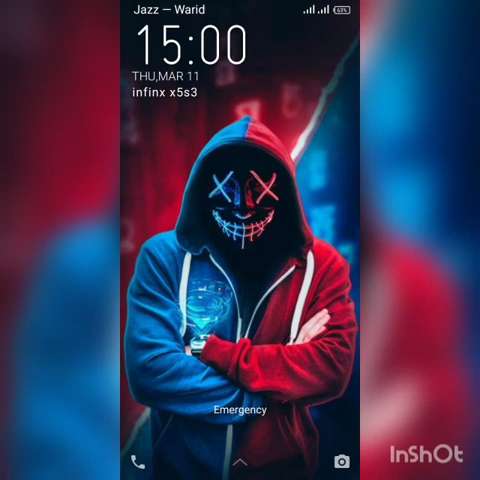 Jazz — Warid
63%
15:00
THU,MAR 11
infinx x5s3
Emergency
InShOt